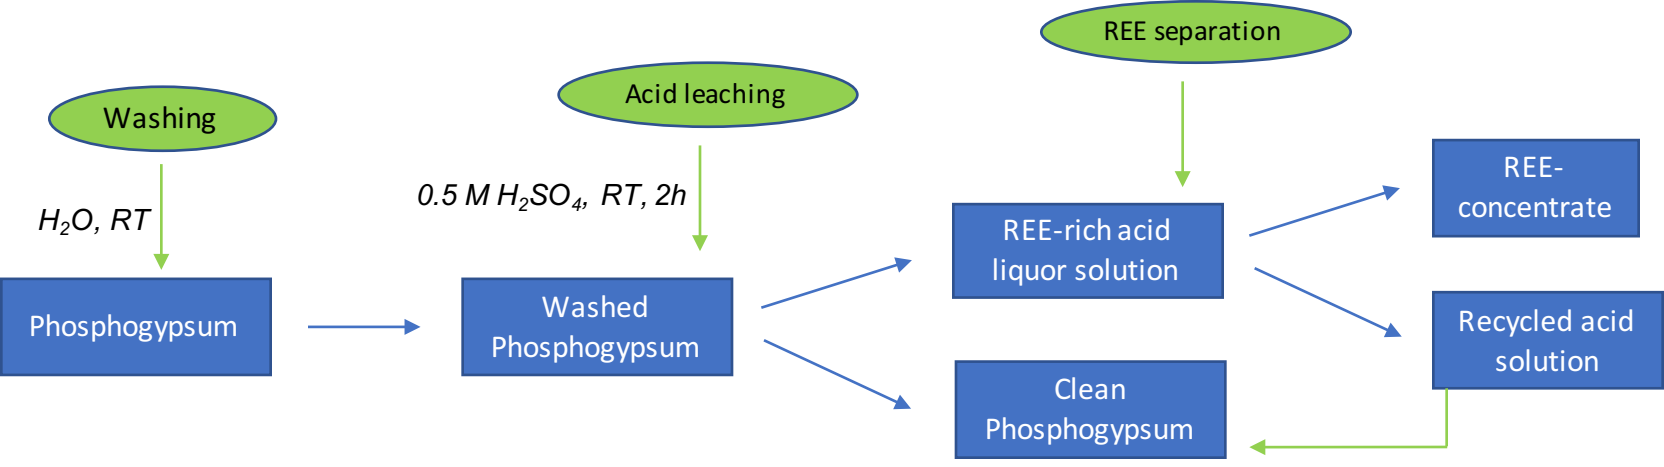 REE separation
Acid leaching
Washing
0.5 M H₂SO₄, RT, 2h
H₂O, RT
REE-
concentrate
REE-rich acid
liquor solution
Phosphogypsum
Washed
Phosphogypsum
Recycled acid
solution
Clean
Phosphogypsum